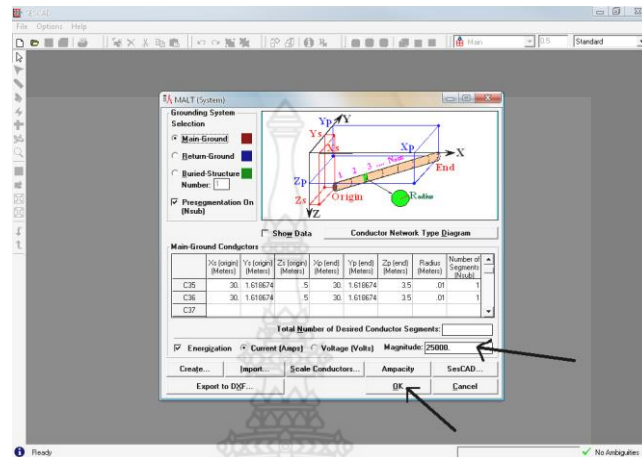 SESCAD
File Options Help
Main
0.5
Standard
MALT (System)
Grounding System
Selection
Main-Ground
Return-Ground
Buried-Structure
Number: 1
Presegmentation On
(Nsub)
Yp Y
Ys
Xs
Xp
X
1 2 3 .... Nsub
End
Zp
Zs
Origin
Radius
Z
Show Data
Conductor Network Type Diagram
Main-Ground Conductors
Xs (origin) (Meters) Ys (origin) (Meters) Zs (origin) (Meters) Xp (end) (Meters) Yp (end) (Meters) Zp (end) (Meters) Radius (Meters) Number of Segments (Nsub)
C35 30. 1.618674 .5 30. 1.618674 3.5 .01 1
C36 30. 1.618674 .5 30. 1.618674 3.5 .01 1
C37
Total Number of Desired Conductor Segments:
Energization Current (Amps) Voltage (Volts) Magnitude: 25000.
Create... Import... Scale Conductors... Ampacity SesCAD...
Export to DXF... OK Cancel
Ready
No Ambiguities